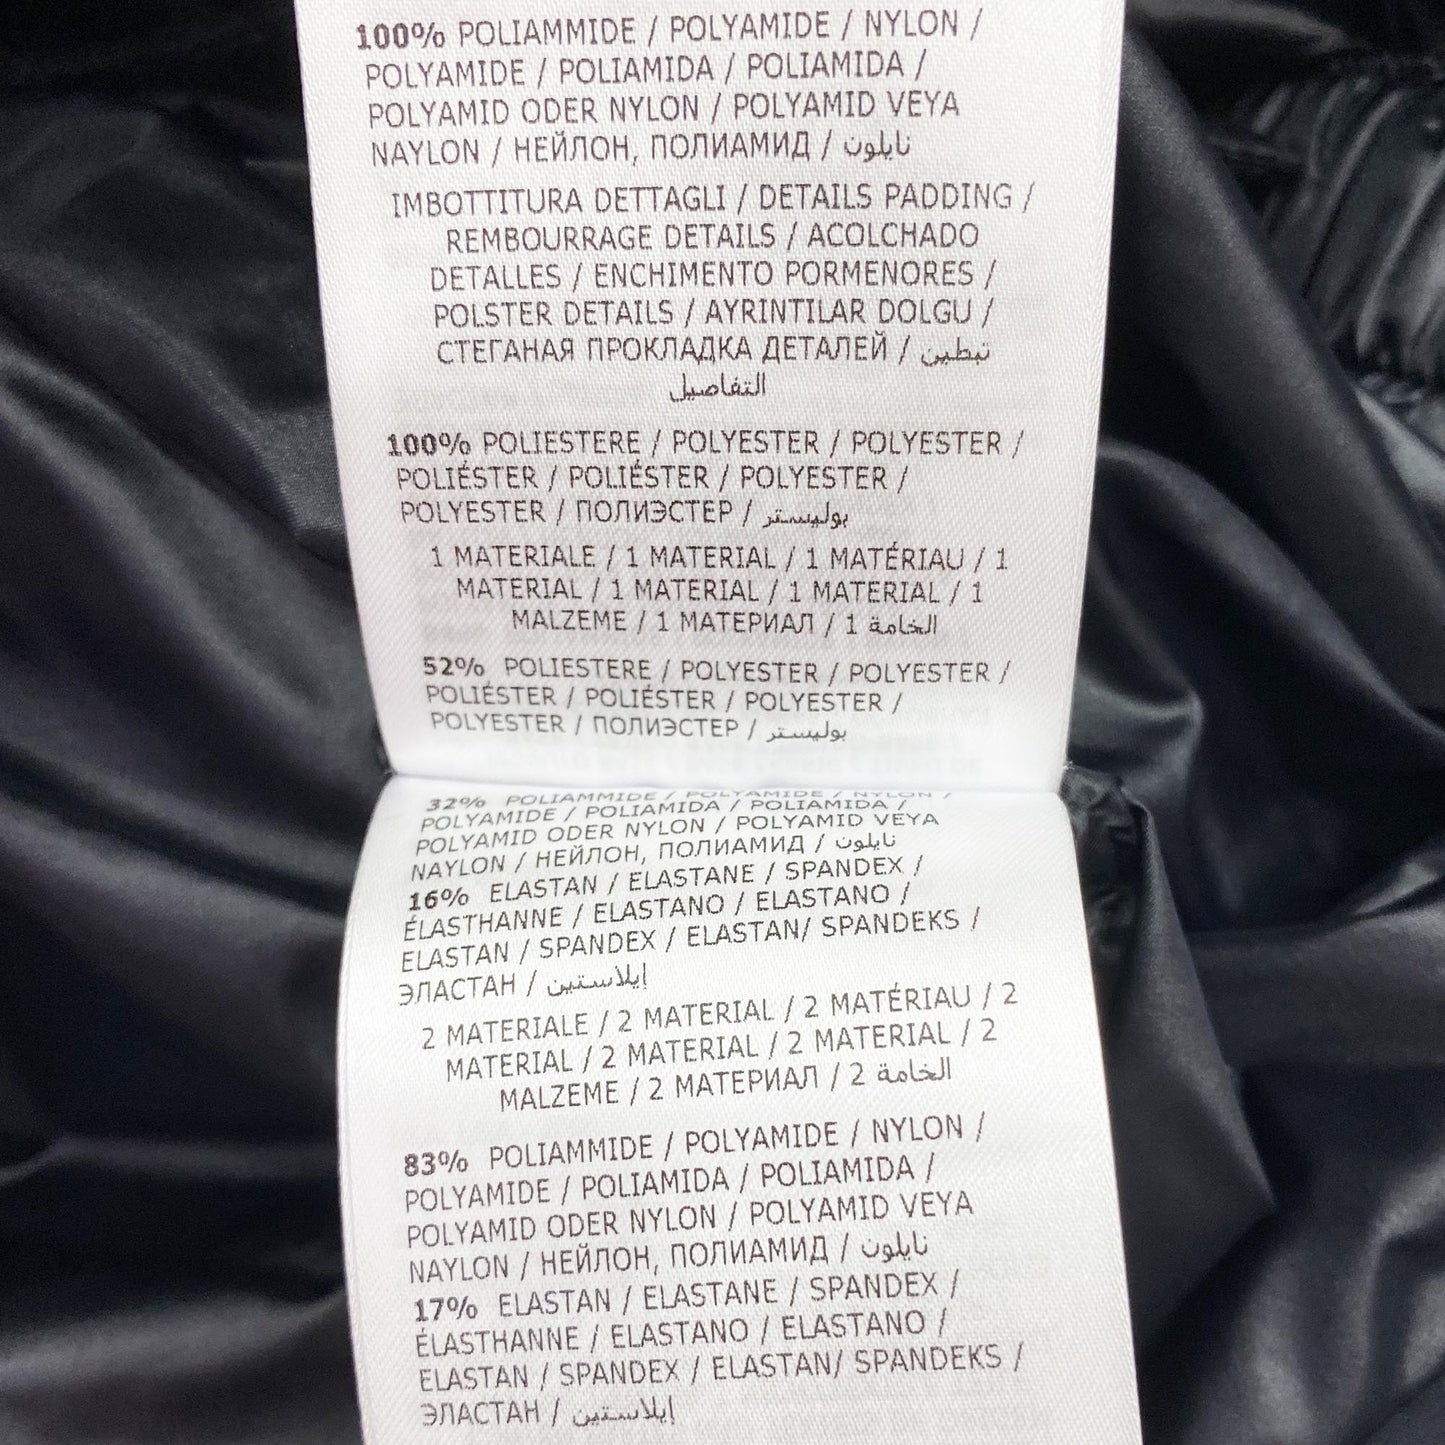 100% POLIAMMIDE / POLYAMIDE / NYLON /
POLYAMIDE / POLIAMIDA / POLIAMIDA /
POLYAMID ODER NYLON / POLYAMID VEYA
NAYLON / НЕЙЛОН, ПОЛИАМИД / نايلون
IMBOTTITURA DETTAGLI / DETAILS PADDING /
REMBOURRAGE DETAILS / ACOLCHADO
DETALLES / ENCHIMENTO PORMENORES /
POLSTER DETAILS / AYRINTILAR DOLGU /
СТЕГАНАЯ ПРОКЛАДКА ДЕТАЛЕЙ / تبطين
التفاصيل
100% POLIESTERE / POLYESTER / POLYESTER /
POLIÉSTER / POLIÉSTER / POLYESTER /
POLYESTER / ПОЛИЭСТЕР / بوليستر
1 MATERIALE / 1 MATERIAL / 1 MATÉRIAU / 1
MATERIAL / 1 MATERIAL / 1 MATERIAL / 1
MALZEME / 1 МАТЕРИАЛ / 1 الخامة
52% POLIESTERE / POLYESTER / POLYESTER /
POLIÉSTER / POLIÉSTER / POLYESTER /
POLYESTER / ПОЛИЭСТЕР / بوليستر
32% POLIAMMIDE / POLYAMIDE / NYLON /
POLYAMIDE / POLIAMIDA / POLIAMIDA /
POLYAMID ODER NYLON / POLYAMID VEYA
NAYLON / НЕЙЛОН, ПОЛИАМИД / نايلون
16% ELASTAN / ELASTANE / SPANDEX /
ÉLASTHANNE / ELASTANO / ELASTANO /
ELASTAN / SPANDEX / ELASTAN/ SPANDEKS /
ЭЛАСТАН / إيلاستين
2 MATERIALE / 2 MATERIAL / 2 MATÉRIAU / 2
MATERIAL / 2 MATERIAL / 2 MATERIAL / 2
MALZEME / 2 МАТЕРИАЛ / 2 الخامة
83% POLIAMMIDE / POLYAMIDE / NYLON /
POLYAMIDE / POLIAMIDA / POLIAMIDA /
POLYAMID ODER NYLON / POLYAMID VEYA
NAYLON / НЕЙЛОН, ПОЛИАМИД / نايلون
17% ELASTAN / ELASTANE / SPANDEX /
ÉLASTHANNE / ELASTANO / ELASTANO /
ELASTAN / SPANDEX / ELASTAN/ SPANDEKS /
ЭЛАСТАН / إيلاستين